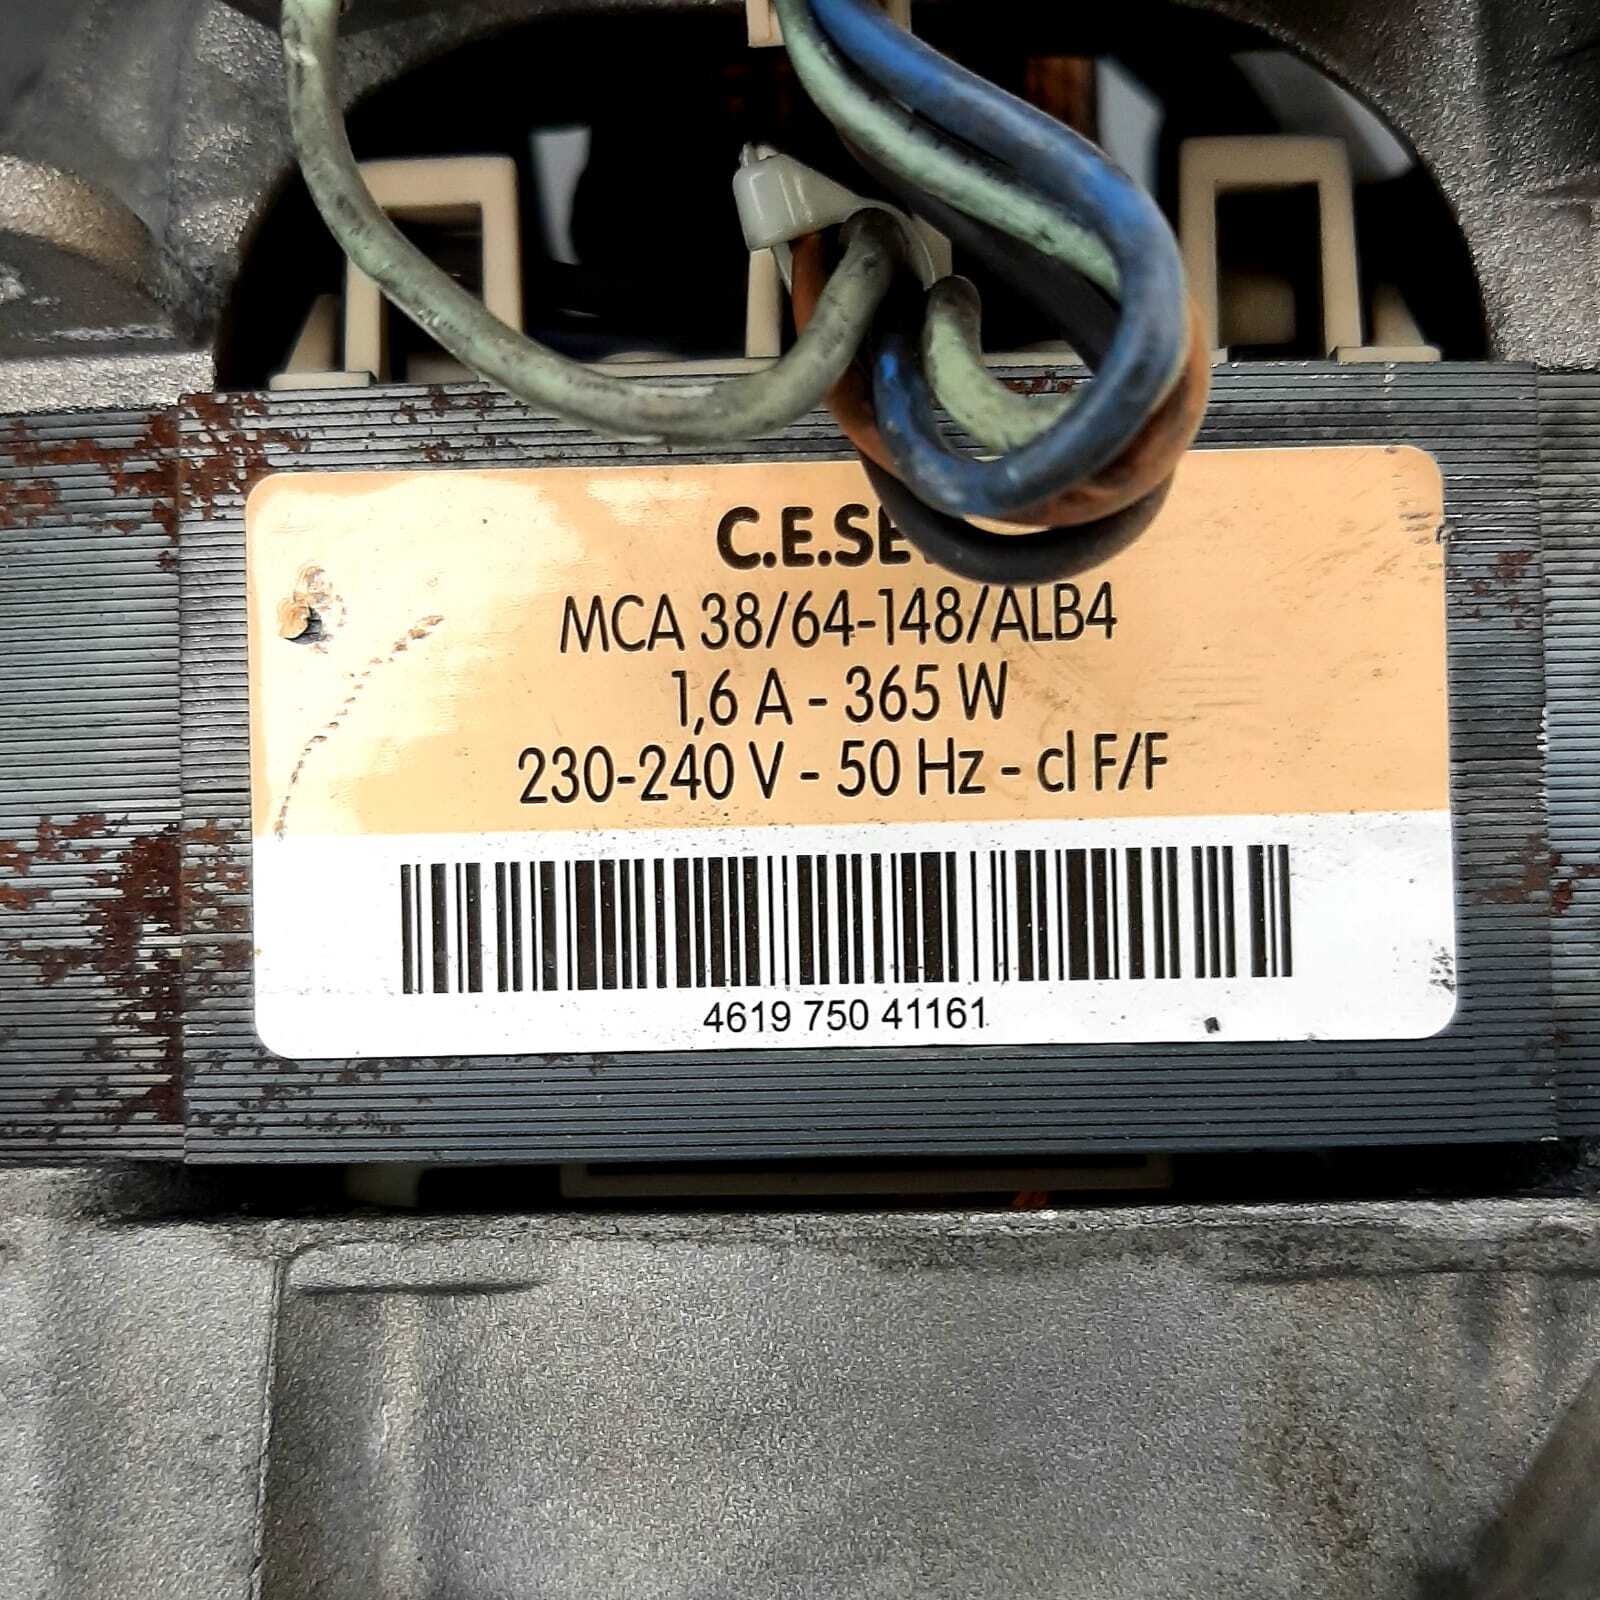 C.E.SE
MCA 38/64-148/ALB4
1,6 A - 365 W
230-240 V - 50 Hz - cl F/F
4619 750 41161